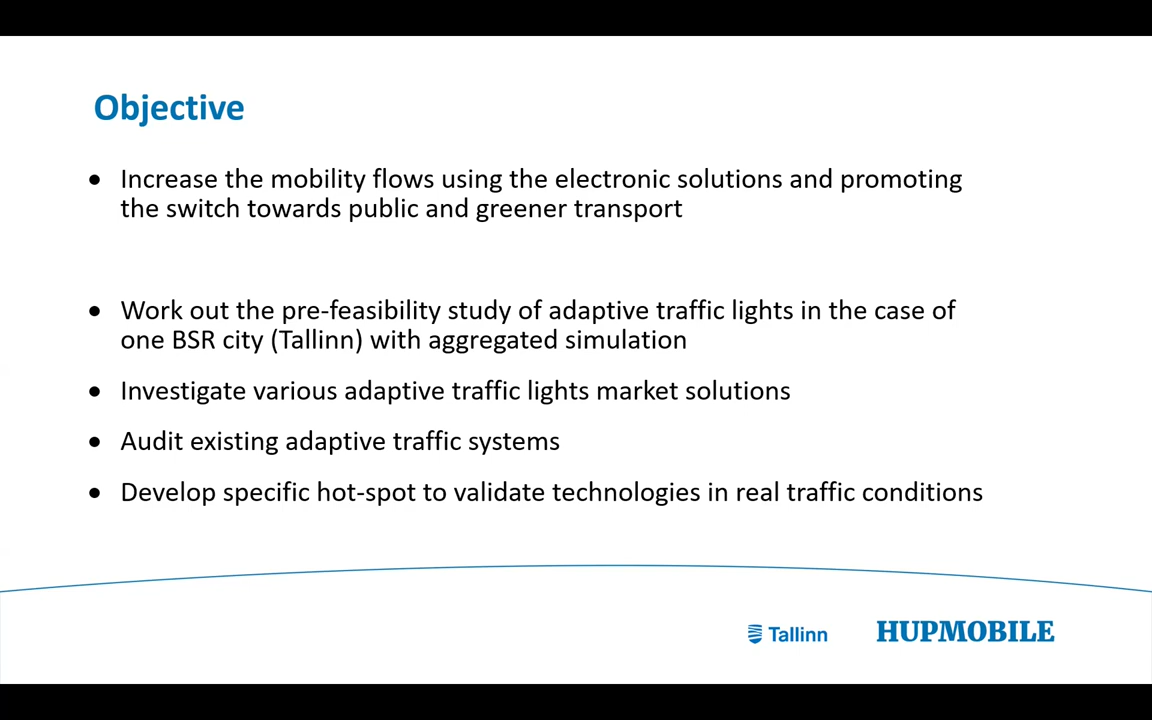 Objective
● Increase the mobility flows using the electronic solutions and promoting
the switch towards public and greener transport
● Work out the pre-feasibility study of adaptive traffic lights in the case of
one BSR city (Tallinn) with aggregated simulation
● Investigate various adaptive traffic lights market solutions
● Audit existing adaptive traffic systems
● Develop specific hot-spot to validate technologies in real traffic conditions
Tallinn
HUPMOBILE